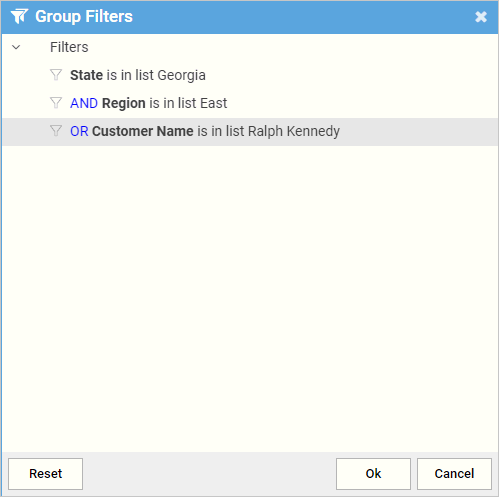 Group Filters
Filters
State is in list Georgia
AND Region is in list East
OR Customer Name is in list Ralph Kennedy
Reset Ok Cancel